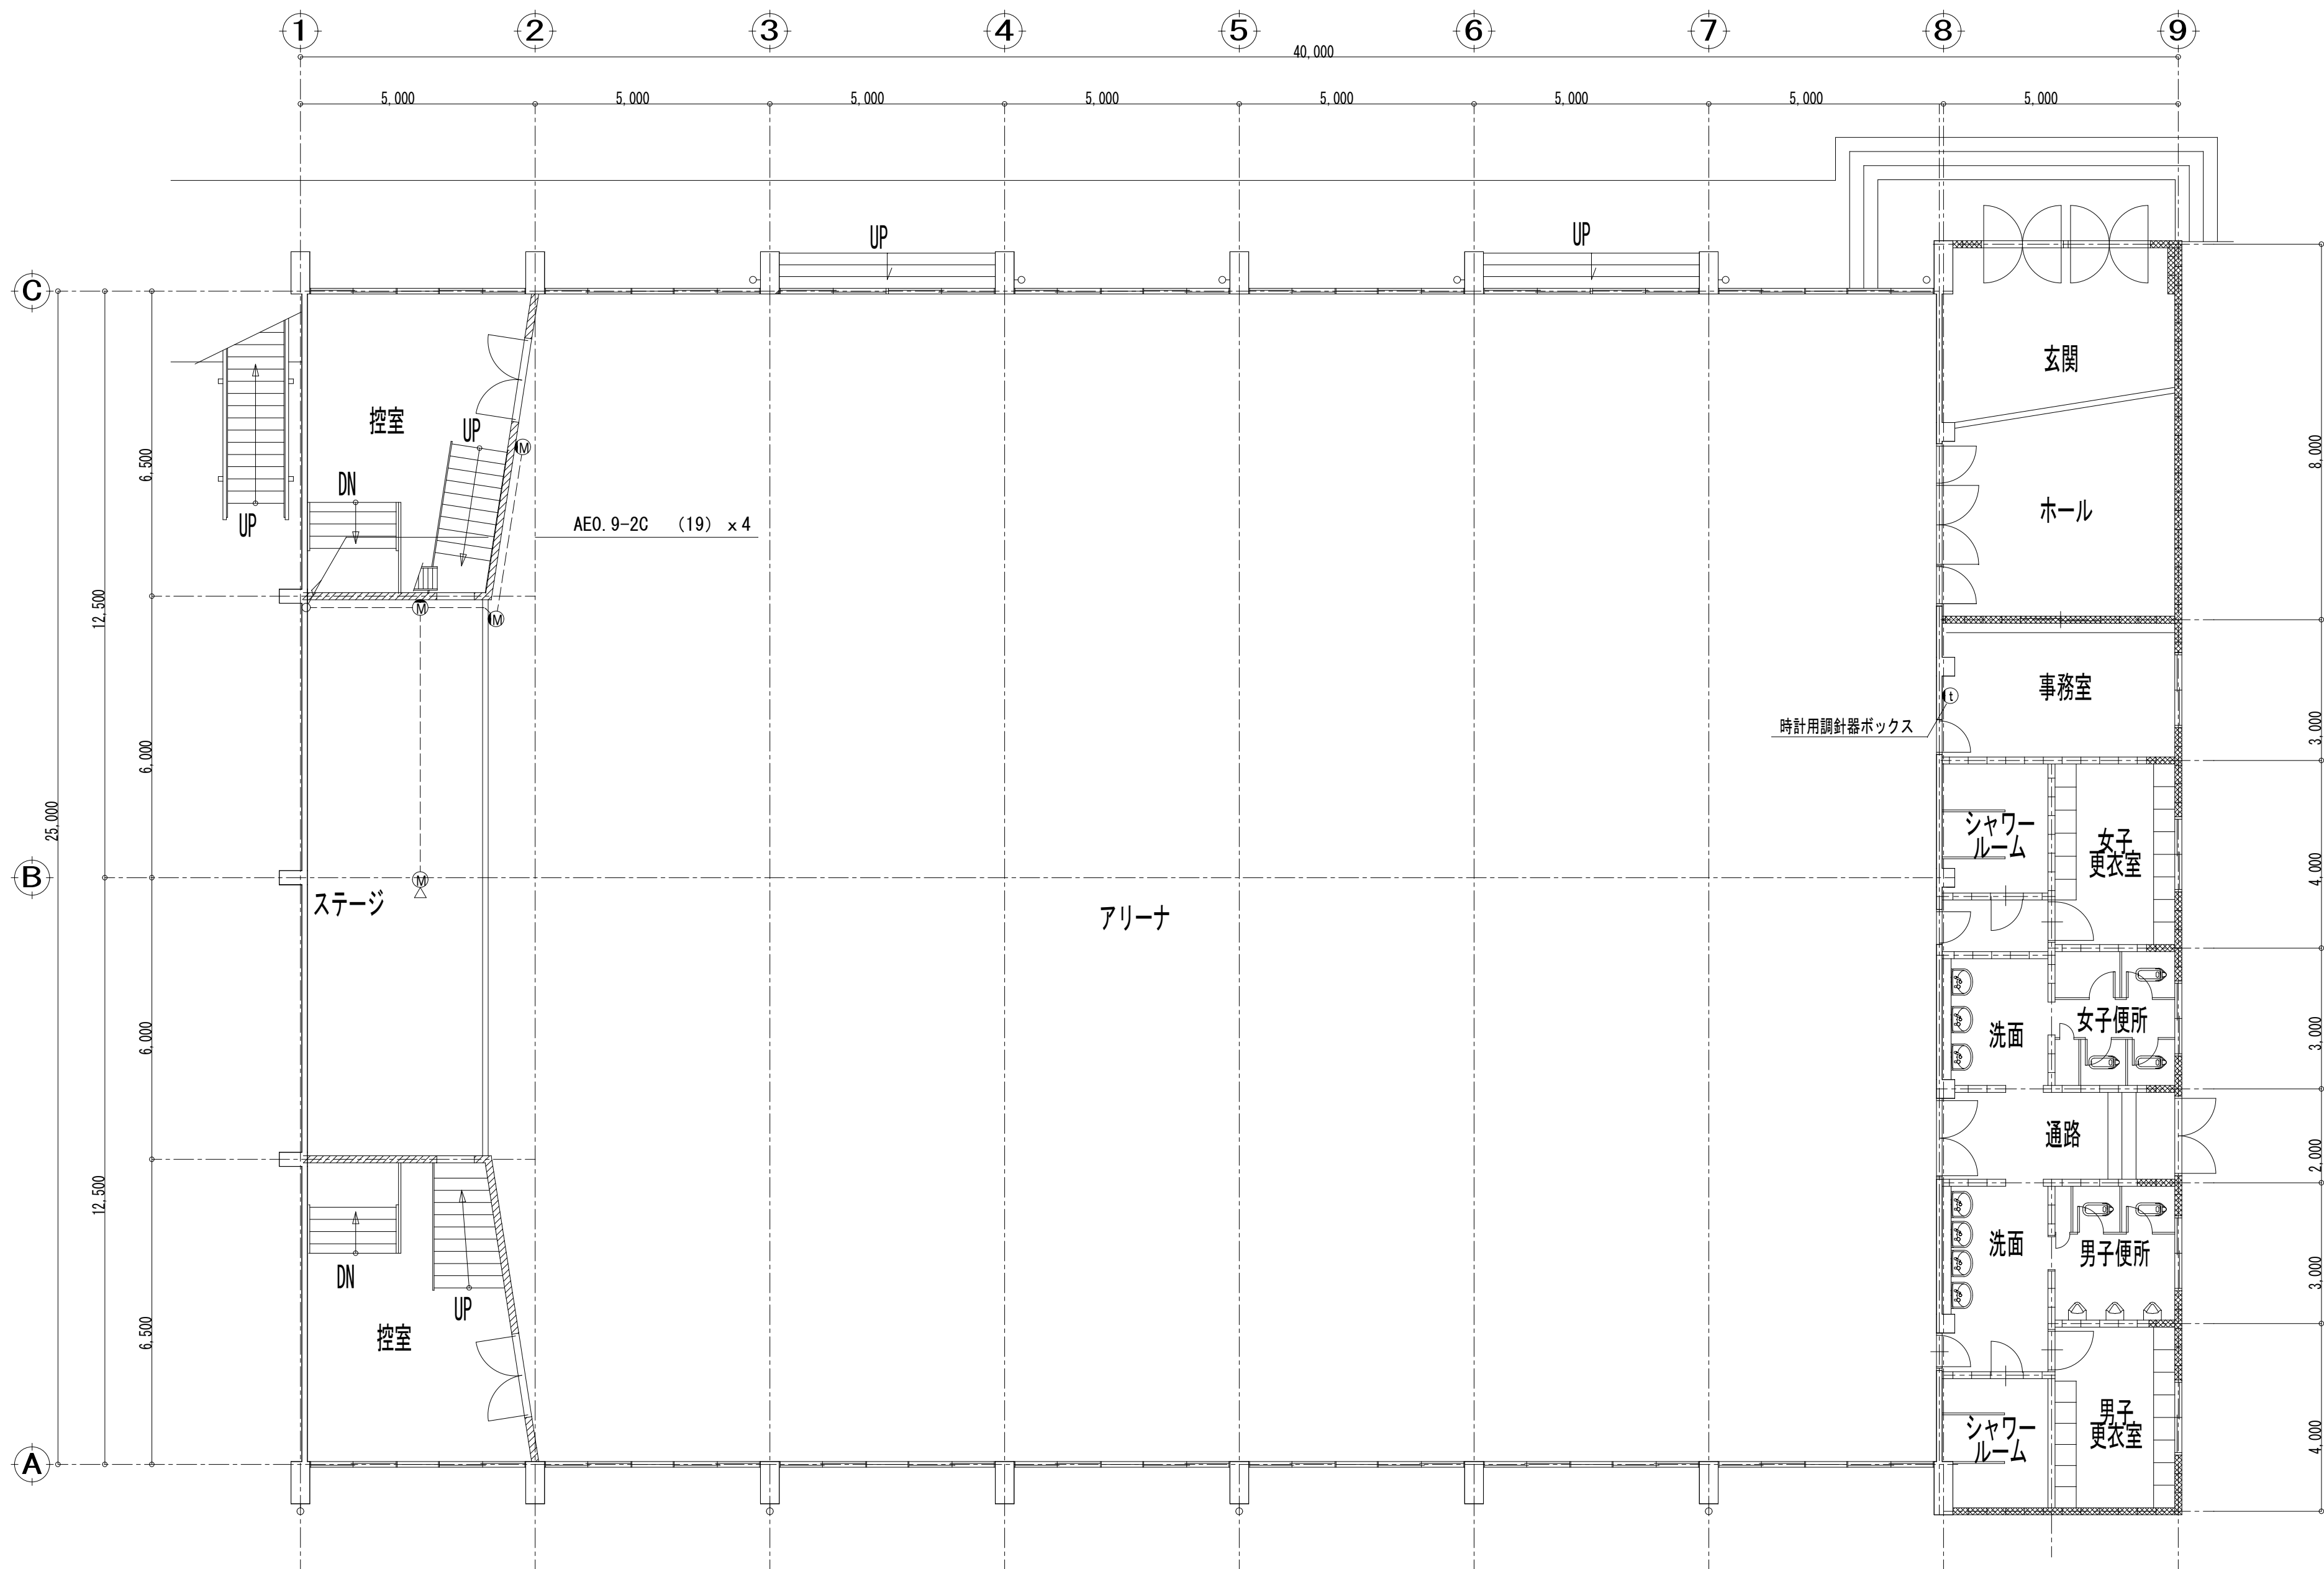 1 2 3 4 5 6 7 8 9
40,000
5,000 5,000 5,000 5,000 5,000 5,000 5,000 5,000
UP UP
C
玄関
控室
UP
6,500
8,000
DN
UP
ホール
AE0.9-2C （19） ×4
12,500
M
M
M
事務室
t
時計用調針器ボックス
6,000
3,000
25,000
シャワー
ルーム
女子
更衣室
4,000
B
M
ステージ
アリーナ
女子便所
洗面
6,000
3,000
通路
2,000
12,500
洗面
男子便所
3,000
DN
UP
控室
6,500
男子
更衣室
シャワー
ルーム
4,000
A